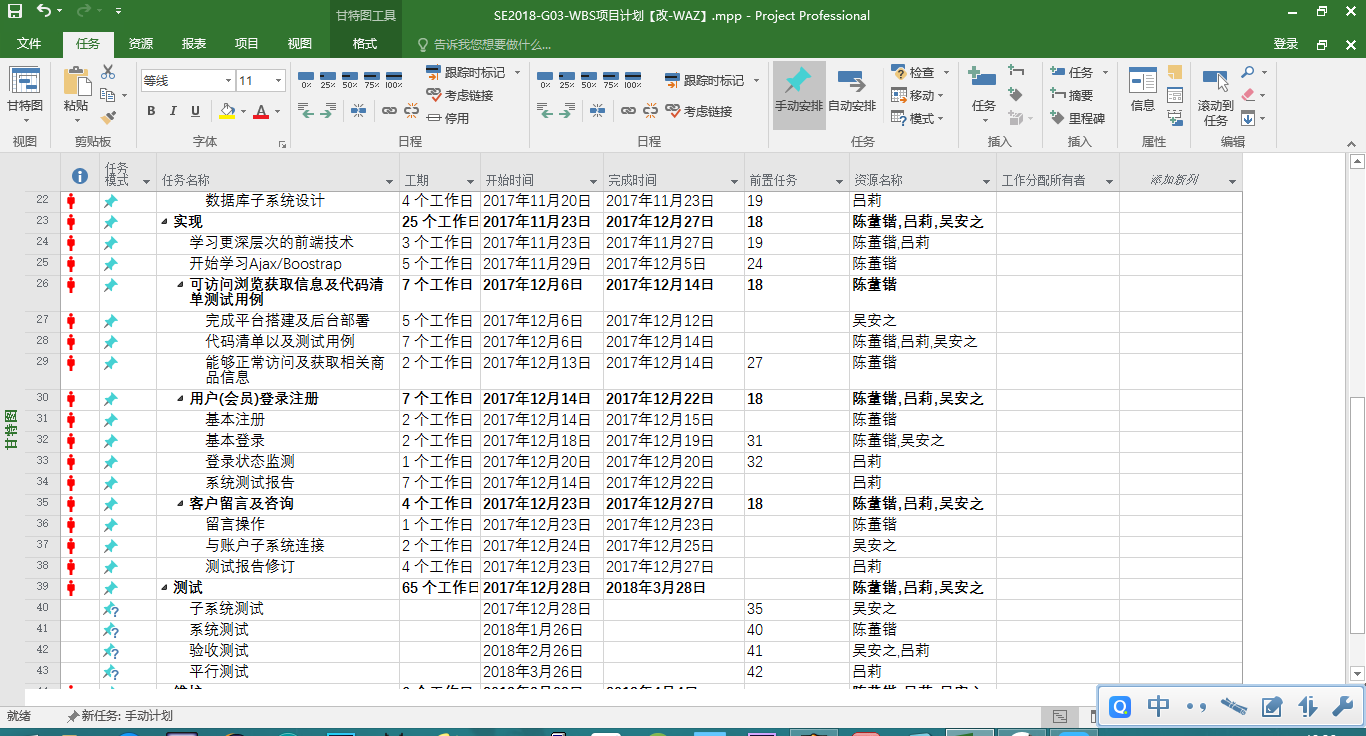 甘特图工具
SE2018-G03-WBS项目计划【改-WAZ】.mpp - Project Professional
文件 任务 资源 报表 项目 视图 格式 告诉我您想要做什么... 登录
甘特图 粘贴 等线 11 0% 25% 50% 75% 100% 跟踪时标记 0% 25% 50% 75% 100% 跟踪时标记 手动安排 自动安排 检查 任务 任务 信息 滚动到任务
B I U A 考虑链接 停用 考虑链接 移动 模式 摘要 里程碑
视图 剪贴板 字体 日程 日程 任务 插入 插入 属性 编辑
任务模式 任务名称 工期 开始时间 完成时间 前置任务 资源名称 工作分配所有者 添加新列
22 数据库子系统设计 4 个工作日 2017年11月20日 2017年11月23日 19 吕莉
23 实现 25 个工作日 2017年11月23日 2017年12月27日 18 陈董锴,吕莉,吴安之
24 学习更深层次的前端技术 3 个工作日 2017年11月23日 2017年11月27日 19 陈董锴,吕莉
25 开始学习Ajax/Boostrap 5 个工作日 2017年11月29日 2017年12月5日 24 陈董锴
26 可访问浏览获取信息及代码清 7 个工作日 2017年12月6日 2017年12月14日 18 陈董锴
单测试用例
27 完成平台搭建及后台部署 5 个工作日 2017年12月6日 2017年12月12日 吴安之
28 代码清单以及测试用例 7 个工作日 2017年12月6日 2017年12月14日 陈董锴,吕莉,吴安之
29 能够正常访问及获取相关商 2 个工作日 2017年12月13日 2017年12月14日 27 陈董锴
品信息
30 用户(会员)登录注册 7 个工作日 2017年12月14日 2017年12月22日 18 陈董锴,吕莉,吴安之
31 基本注册 2 个工作日 2017年12月14日 2017年12月15日 陈董锴
32 基本登录 2 个工作日 2017年12月18日 2017年12月19日 31 陈董锴,吴安之
33 登录状态监测 1 个工作日 2017年12月20日 2017年12月20日 32 吕莉
34 系统测试报告 7 个工作日 2017年12月14日 2017年12月22日 吕莉
35 客户留言及咨询 4 个工作日 2017年12月23日 2017年12月27日 18 陈董锴,吕莉,吴安之
36 留言操作 1 个工作日 2017年12月23日 2017年12月23日 陈董锴
37 与账户子系统连接 2 个工作日 2017年12月24日 2017年12月25日 吴安之
38 测试报告修订 4 个工作日 2017年12月23日 2017年12月27日 吕莉
39 测试 65 个工作日 2017年12月28日 2018年3月28日 陈董锴,吕莉,吴安之
40 子系统测试 2017年12月28日 35 吴安之
41 系统测试 2018年1月26日 40 陈董锴
42 验收测试 2018年2月26日 41 吴安之,吕莉
43 平行测试 2018年3月26日 42 吕莉
甘特图
就绪 新任务: 手动计划
中